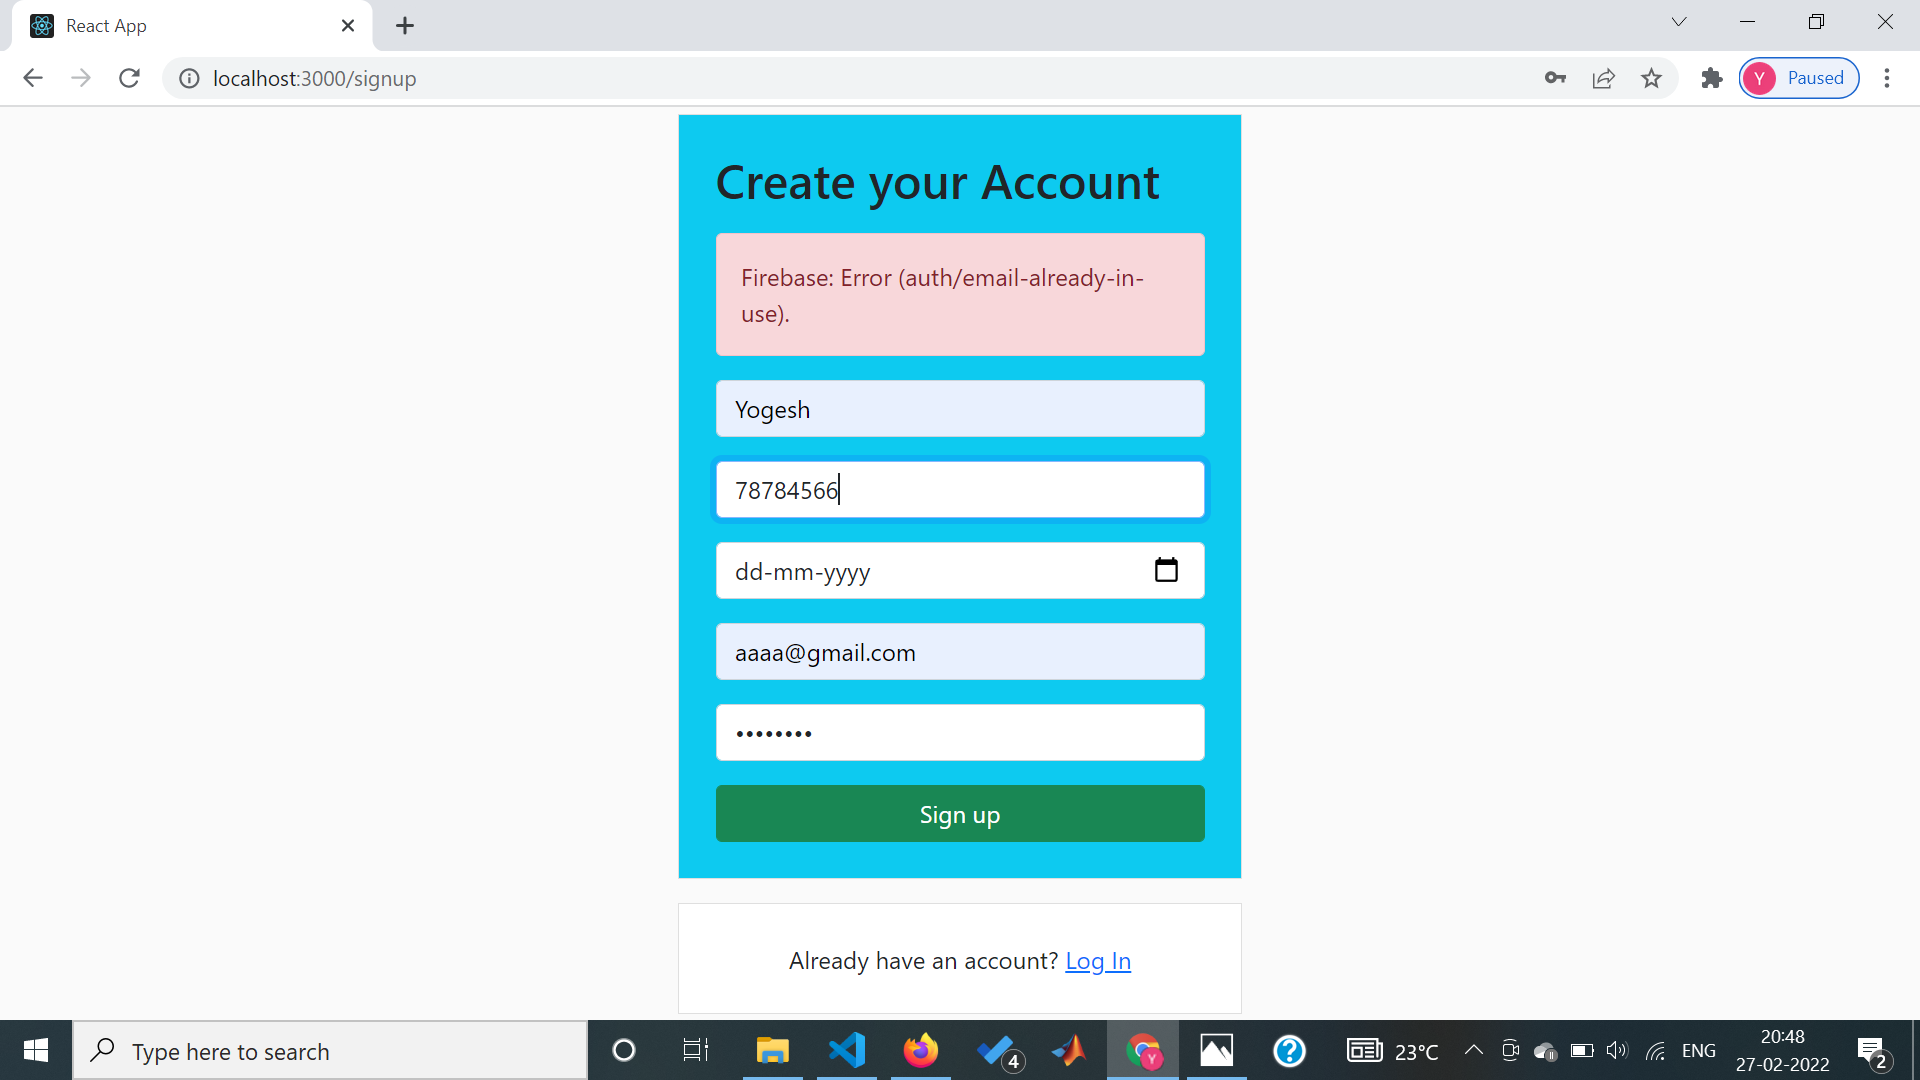 React App
localhost:3000/signup
Y Paused
Create your Account
Firebase: Error (auth/email-already-in-
use).
Yogesh
78784566
dd-mm-yyyy
aaaa@gmail.com
••••••••
Sign up
Already have an account? Log In
Type here to search
4
Y
23°C
ENG
20:48
27-02-2022
2